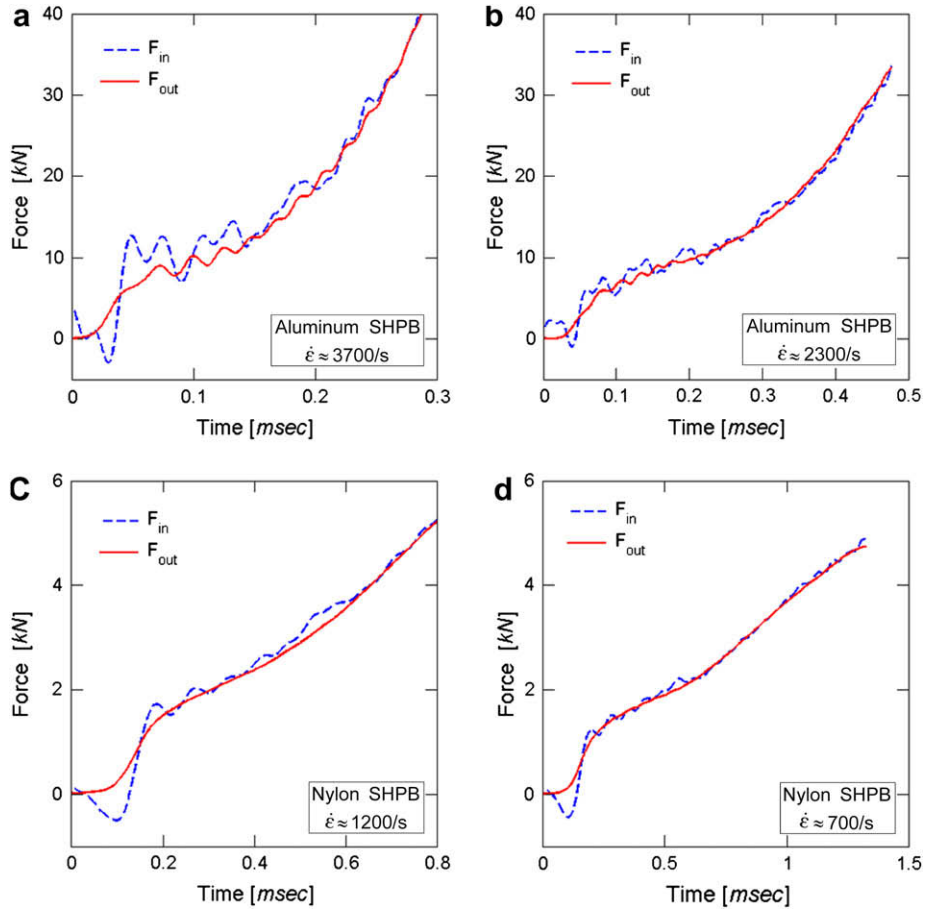 a
40
30
20
10
0
Force [kN]
F_in
F_out
Aluminum SHPB
ε̇ ≈ 3700/s
0 0.1 0.2 0.3
Time [msec]
b
40
30
20
10
0
Force [kN]
F_in
F_out
Aluminum SHPB
ε̇ ≈ 2300/s
0 0.1 0.2 0.3 0.4 0.5
Time [msec]
C
6
4
2
0
Force [kN]
F_in
F_out
Nylon SHPB
ε̇ ≈ 1200/s
0 0.2 0.4 0.6 0.8
Time [msec]
d
6
4
2
0
Force [kN]
F_in
F_out
Nylon SHPB
ε̇ ≈ 700/s
0 0.5 1 1.5
Time [msec]